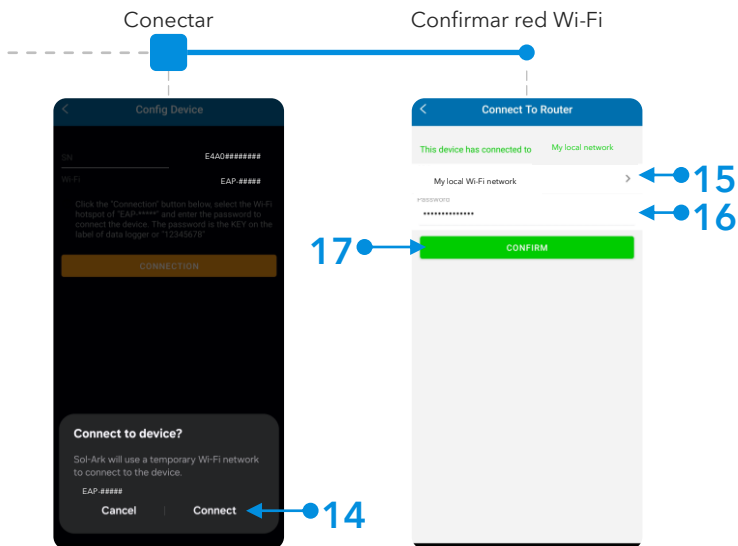 Conectar
Confirmar red Wi-Fi
Config Device
SN
E4A0########
Wi-Fi
EAP-#####
Click the "Connection" button below, select the Wi-Fi
hotspot of "EAP-*****" and enter the password to
connect the device. The password is the KEY on the
label of data logger or "12345678"
CONNECTION
Connect to device?
Sol-Ark will use a temporary Wi-Fi network
to connect to the device.
EAP-#####
Cancel
Connect
14
Connect To Router
This device has connected to
My local network
My local Wi-Fi network
15
Password
••••••••••••••
16
17
CONFIRM